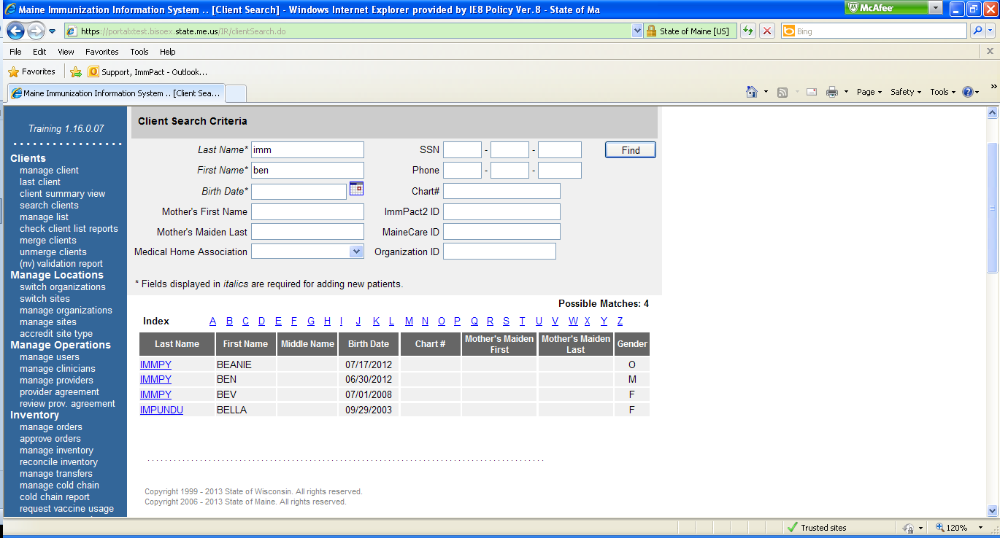 Maine Immunization Information System .. [Client Search] - Windows Internet Explorer provided by IE8 Policy Ver. 8 - State of Ma
McAfee
https://portalxtest.bisoex.state.me.us/IR/clientSearch.do
State of Maine [US]
Bing
File Edit View Favorites Tools Help
Favorites
Support, ImmPact - Outlook...
Maine Immunization Information System .. [Client Sea...
Page
Safety
Tools
Training 1.16.0.07
Clients
manage client
last client
client summary view
search clients
manage list
check client list reports
merge clients
unmerge clients
(nv) validation report
Manage Locations
switch organizations
switch sites
manage organizations
manage sites
accredit site type
Manage Operations
manage users
manage clinicians
manage providers
provider agreement
review prov. agreement
Inventory
manage orders
approve orders
manage inventory
reconcile inventory
manage transfers
manage cold chain
cold chain report
request vaccine usage
Client Search Criteria
Last Name* imm SSN - - Find
First Name* ben Phone - -
Birth Date* Chart#
Mother's First Name ImmPact2 ID
Mother's Maiden Last MaineCare ID
Medical Home Association Organization ID
* Fields displayed in italics are required for adding new patients.
Possible Matches: 4
Index A B C D E F G H I J K L M N O P Q R S T U V W X Y Z
Last Name First Name Middle Name Birth Date Chart # Mother's Maiden First Mother's Maiden Last Gender
IMMPY BEANIE 07/17/2012 O
IMMPY BEN 06/30/2012 M
IMMPY BEV 07/01/2008 F
IMPUNDU BELLA 09/29/2003 F
Copyright 1999 - 2013 State of Wisconsin. All rights reserved.
Copyright 2006 - 2013 State of Maine. All rights reserved.
Trusted sites
120%